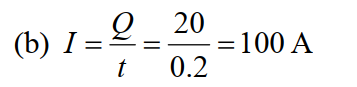 (b) I = Q/t = 20/0.2 = 100 A